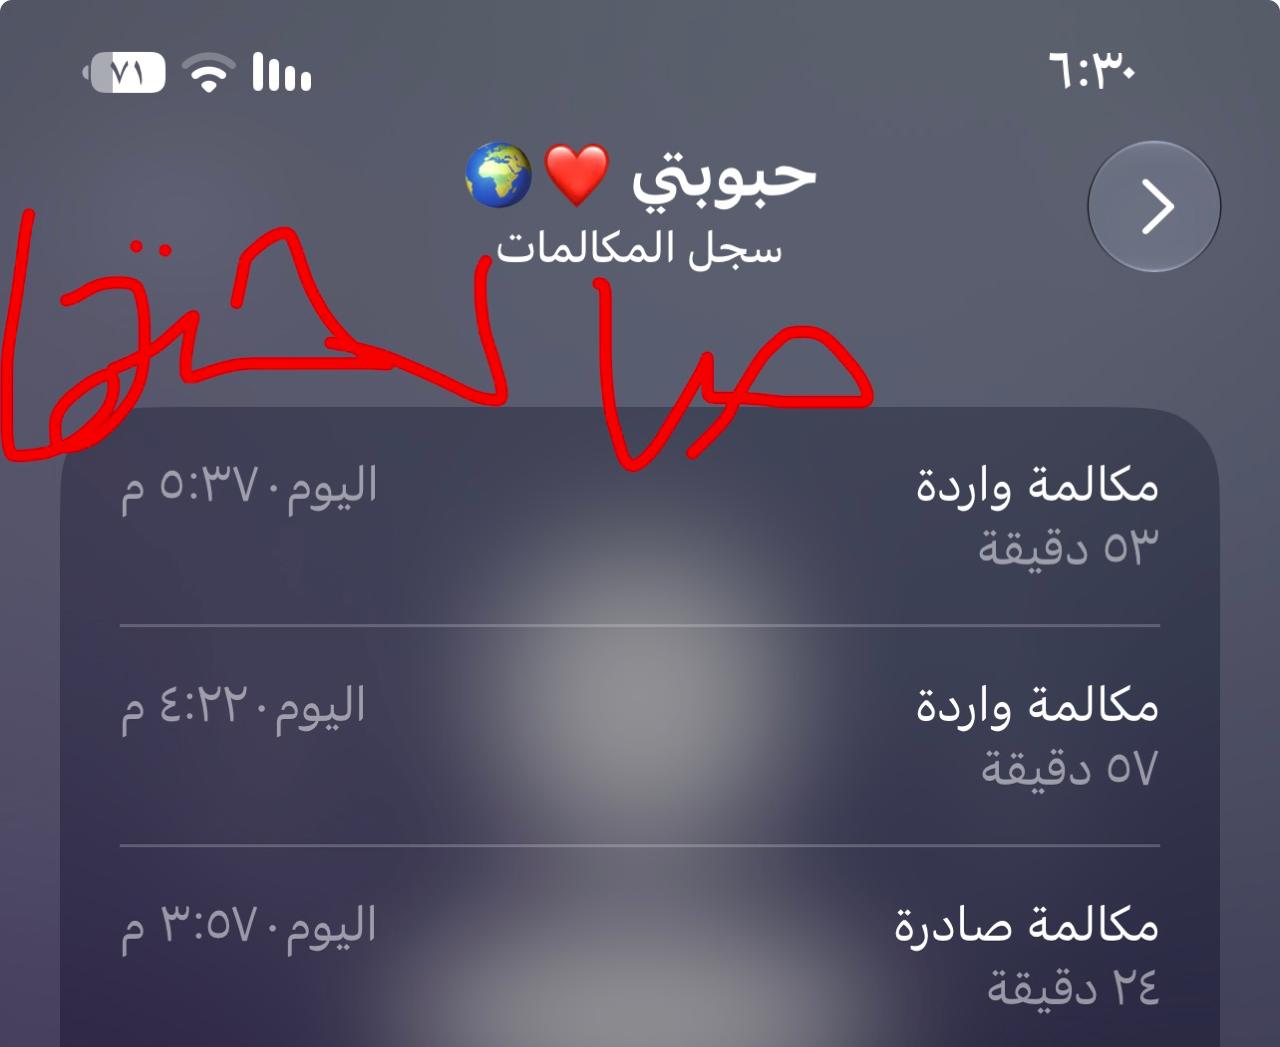 ٦:٣٠
٧١
حبوبتي ❤️🌍
سجل المكالمات
صالحتها
مكالمة واردة
اليوم · ٥:٣٧ م
٥٣ دقيقة
مكالمة واردة
اليوم · ٤:٢٢ م
٥٧ دقيقة
مكالمة صادرة
اليوم · ٣:٥٧ م
٢٤ دقيقة